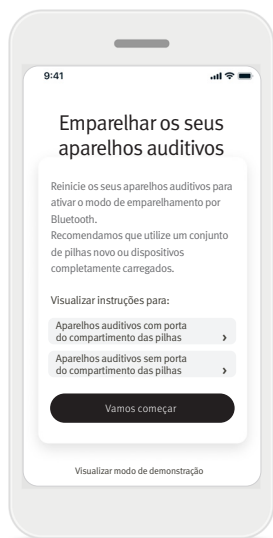 9:41
Emparelhar os seus
aparelhos auditivos
Reinicie os seus aparelhos auditivos para
ativar o modo de emparelhamento por
Bluetooth.
Recomendamos que utilize um conjunto
de pilhas novo ou dispositivos
completamente carregados.
Visualizar instruções para:
Aparelhos auditivos com porta
do compartimento das pilhas
Aparelhos auditivos sem porta
do compartimento das pilhas
Vamos começar
Visualizar modo de demonstração